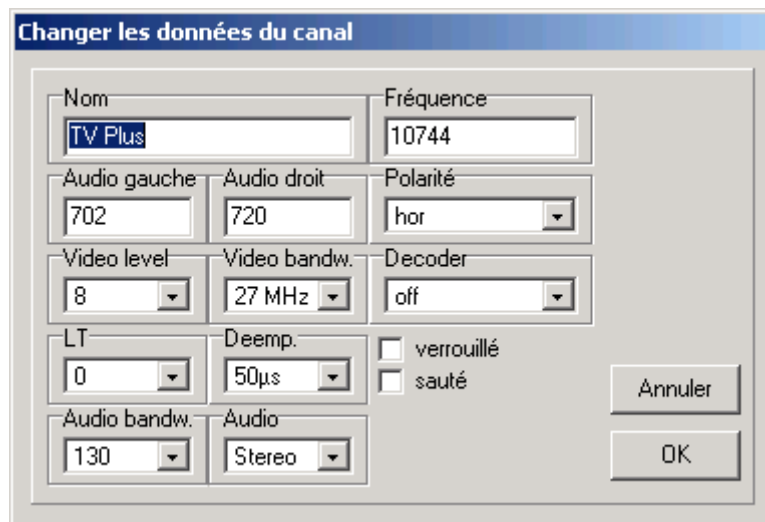 Changer les données du canal
Nom Fréquence
TV Plus 10744
Audio gauche Audio droit Polarité
702 720 hor
Video level Video bandw. Decoder
8 27 MHz off
LT Deemp. verrouillé
0 50µs sauté
Annuler
Audio bandw. Audio
130 Stereo OK